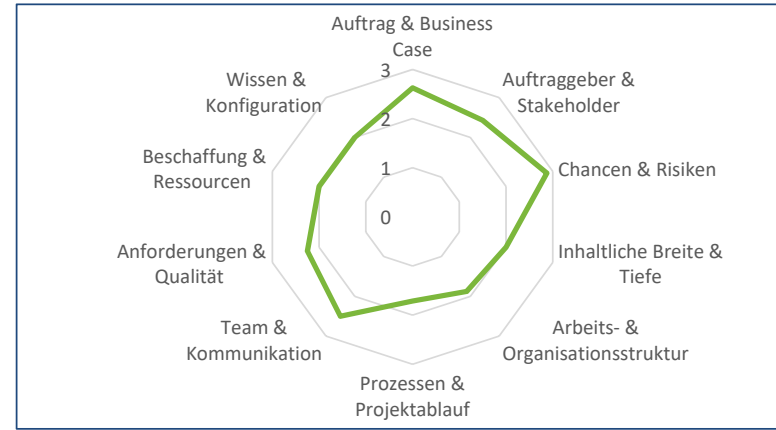 Auftrag & Business
Case
Auftraggeber &
Stakeholder
Chancen & Risiken
Inhaltliche Breite &
Tiefe
Arbeits- &
Organisationsstruktur
Prozessen &
Projektablauf
Team &
Kommunikation
Anforderungen &
Qualität
Beschaffung &
Ressourcen
Wissen &
Konfiguration
3
2
1
0